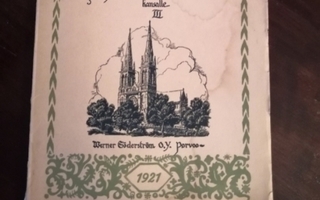 kansalle
III
Werner Söderström O.Y. Porvoo
1921